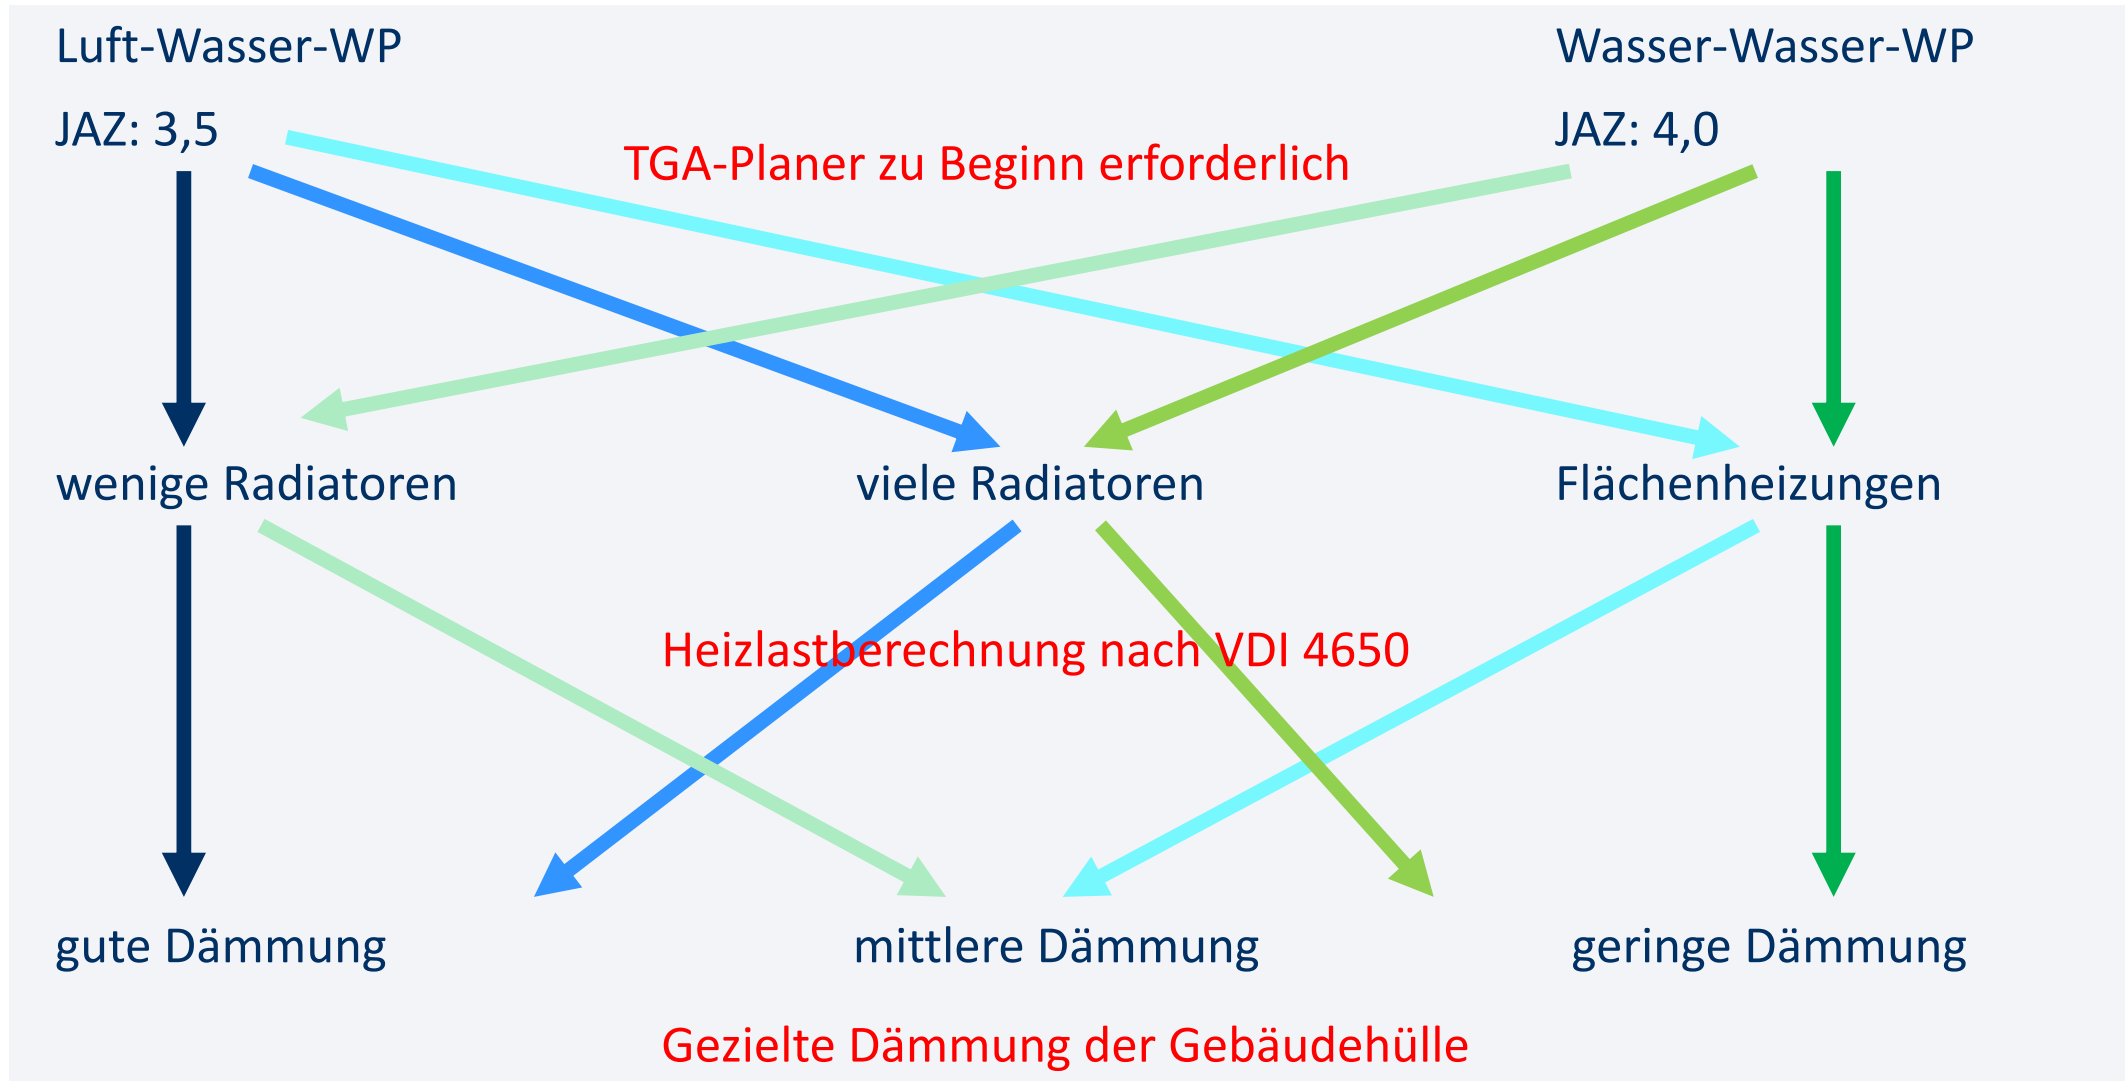 Luft-Wasser-WP
Wasser-Wasser-WP
JAZ: 3,5
JAZ: 4,0
TGA-Planer zu Beginn erforderlich
wenige Radiatoren
viele Radiatoren
Flächenheizungen
Heizlastberechnung nach VDI 4650
gute Dämmung
mittlere Dämmung
geringe Dämmung
Gezielte Dämmung der Gebäudehülle